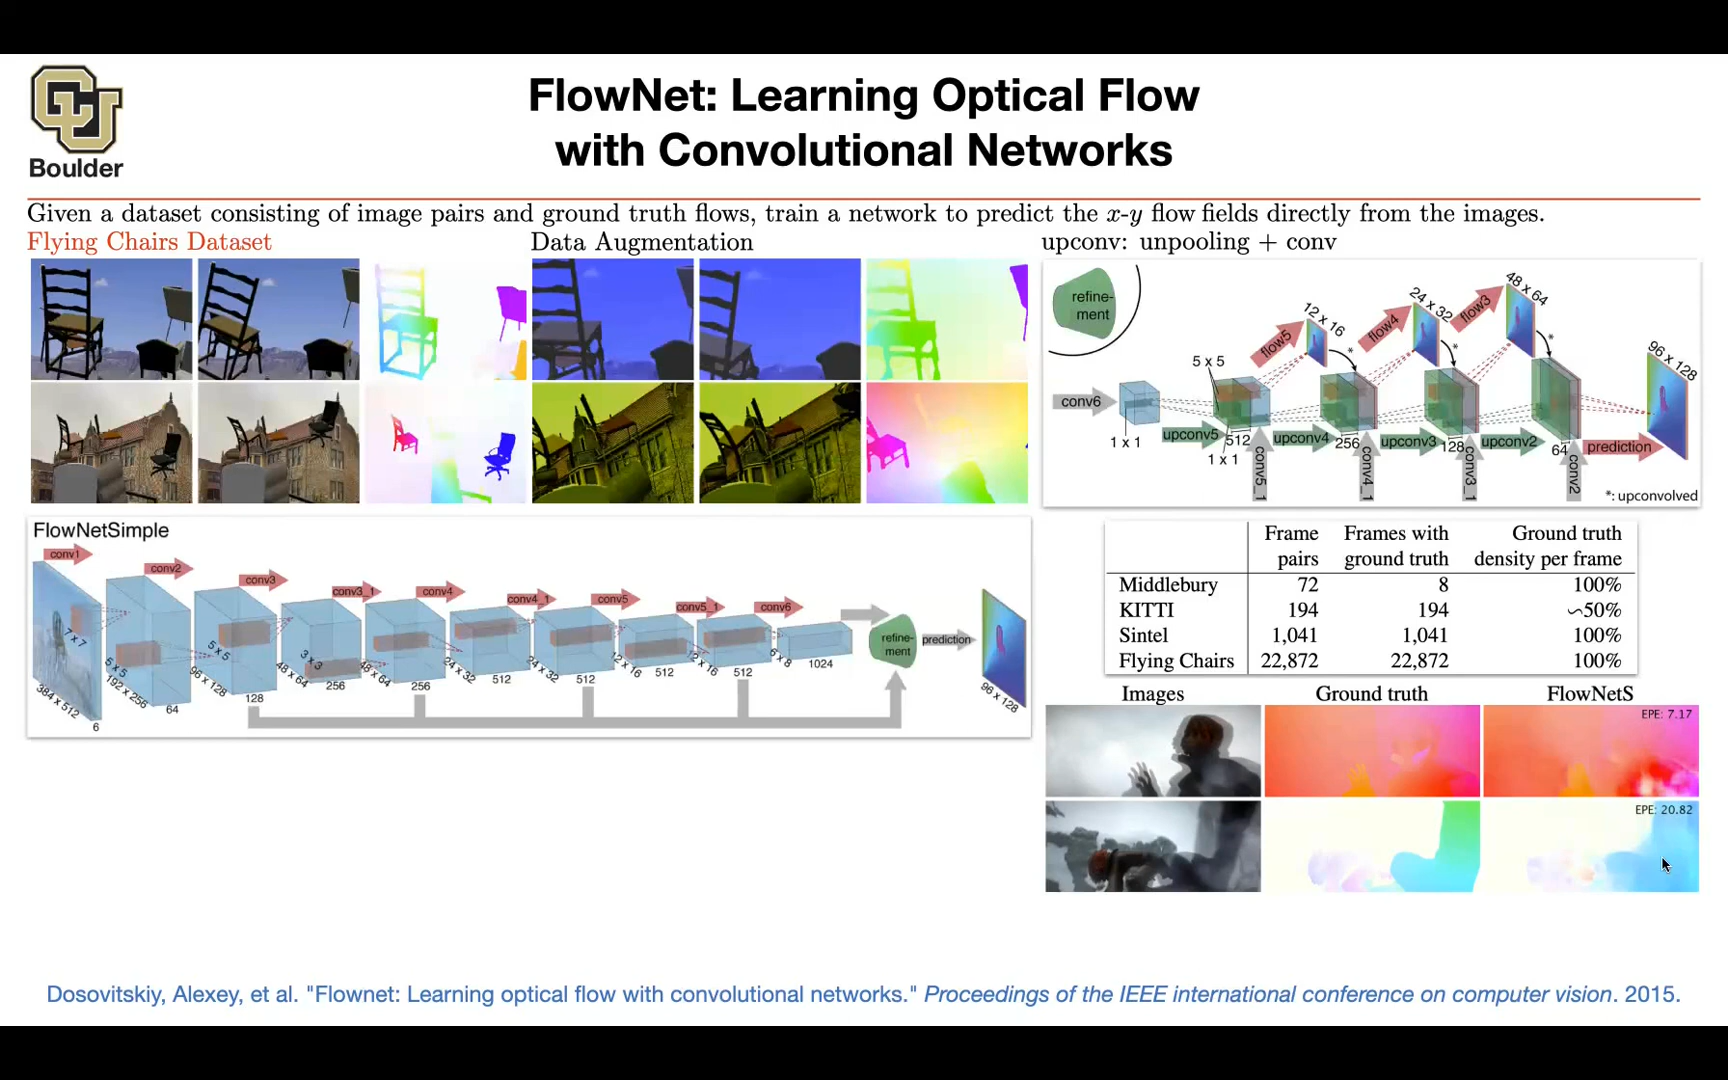 CU
Boulder
FlowNet: Learning Optical Flow
with Convolutional Networks
Given a dataset consisting of image pairs and ground truth flows, train a network to predict the x-y flow fields directly from the images.
Flying Chairs Dataset
Data Augmentation
upconv: unpooling + conv
refine-
ment
conv6
1 x 1
5 x 5
upconv5
512
1 x 1
conv5_1
flow5
12 x 16
*
upconv4
256
conv4_1
flow4
24 x 32
*
upconv3
128
conv3_1
flow3
48 x 64
*
upconv2
64
conv2
prediction
96 x 128
*: upconvolved
FlowNetSimple
conv1
conv2
conv3
conv3_1
conv4
conv4_1
conv5
conv5_1
conv6
7 x 7
5 x 5
5 x 5
3 x 3
384 x 512
192 x 256
96 x 128
48 x 64
48 x 64
24 x 32
24 x 32
12 x 16
12 x 16
6 x 8
6
64
128
256
256
512
512
512
512
1024
refine-
ment
prediction
96 x 128
Frame Frames with Ground truth
pairs ground truth density per frame
Middlebury 72 8 100%
KITTI 194 194 ∽50%
Sintel 1,041 1,041 100%
Flying Chairs 22,872 22,872 100%
Images Ground truth FlowNetS
EPE: 7.17
EPE: 20.82
Dosovitskiy, Alexey, et al. "Flownet: Learning optical flow with convolutional networks." Proceedings of the IEEE international conference on computer vision. 2015.